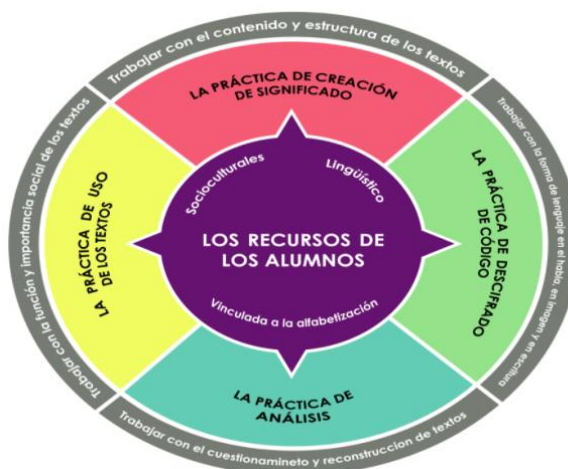 Trabajar con el contenido y estructura de los textos
LA PRÁCTICA DE CREACIÓN
DE SIGNIFICADO
Trabajar con la función y importancia social de los textos
LA PRÁCTICA DE USO
DE LOS TEXTOS
Socioculturales
Lingüístico
LOS RECURSOS DE
LOS ALUMNOS
Vinculada a la alfabetización
LA PRÁCTICA DE DESCIFRADO
DE CÓDIGO
Trabajar con la forma de lenguaje en el habla, en imagen y en escritura
LA PRÁCTICA DE
ANÁLISIS
Trabajar con el cuestionamineto y reconstruccion de textos